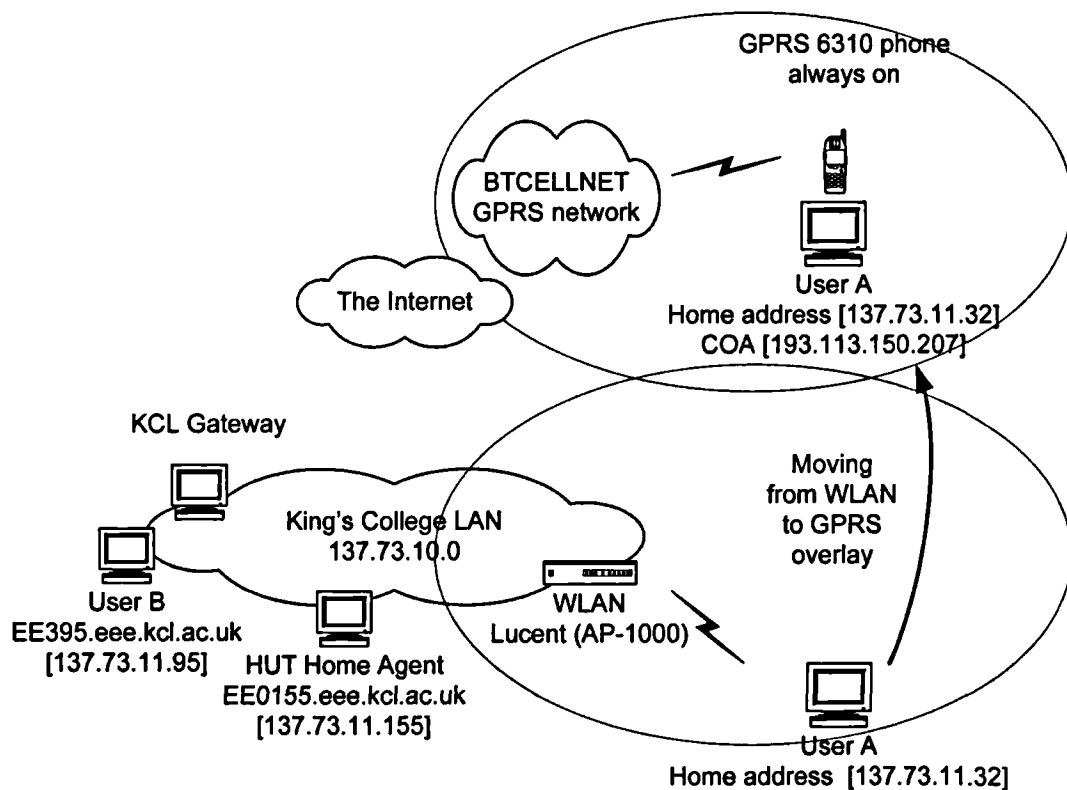 GPRS 6310 phone
always on
BTCELLNET
GPRS network
The Internet
User A
Home address [137.73.11.32]
COA [193.113.150.207]
KCL Gateway
King's College LAN
137.73.10.0
Moving
from WLAN
to GPRS
overlay
User B
EE395.eee.kcl.ac.uk
[137.73.11.95]
WLAN
Lucent (AP-1000)
HUT Home Agent
EE0155.eee.kcl.ac.uk
[137.73.11.155]
User A
Home address [137.73.11.32]